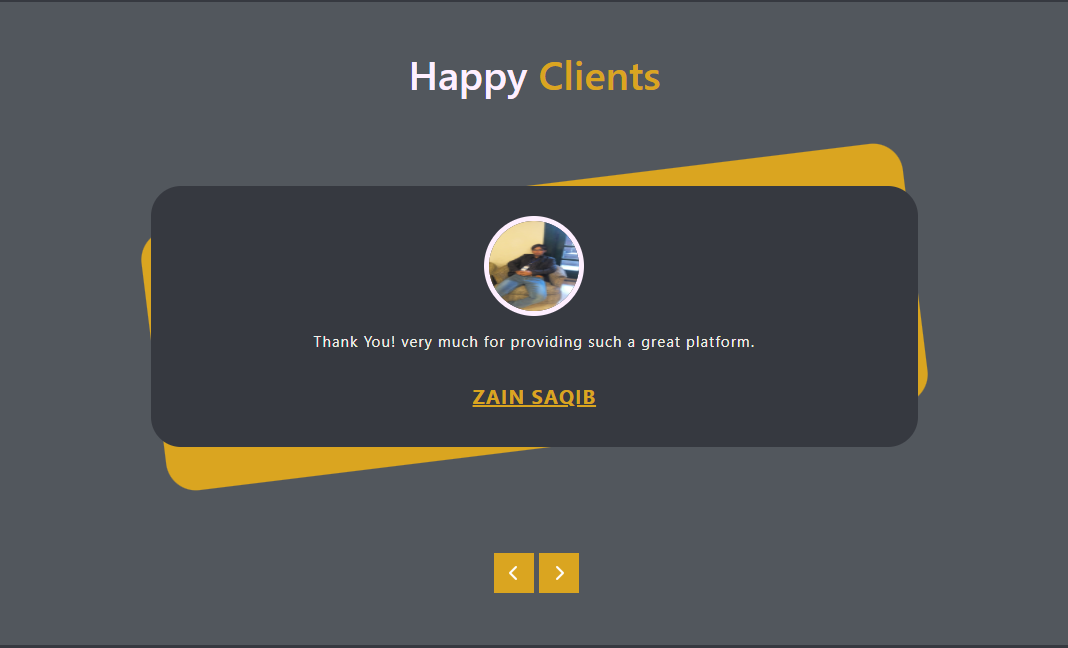 Happy Clients
Thank You! very much for providing such a great platform.
ZAIN SAQIB